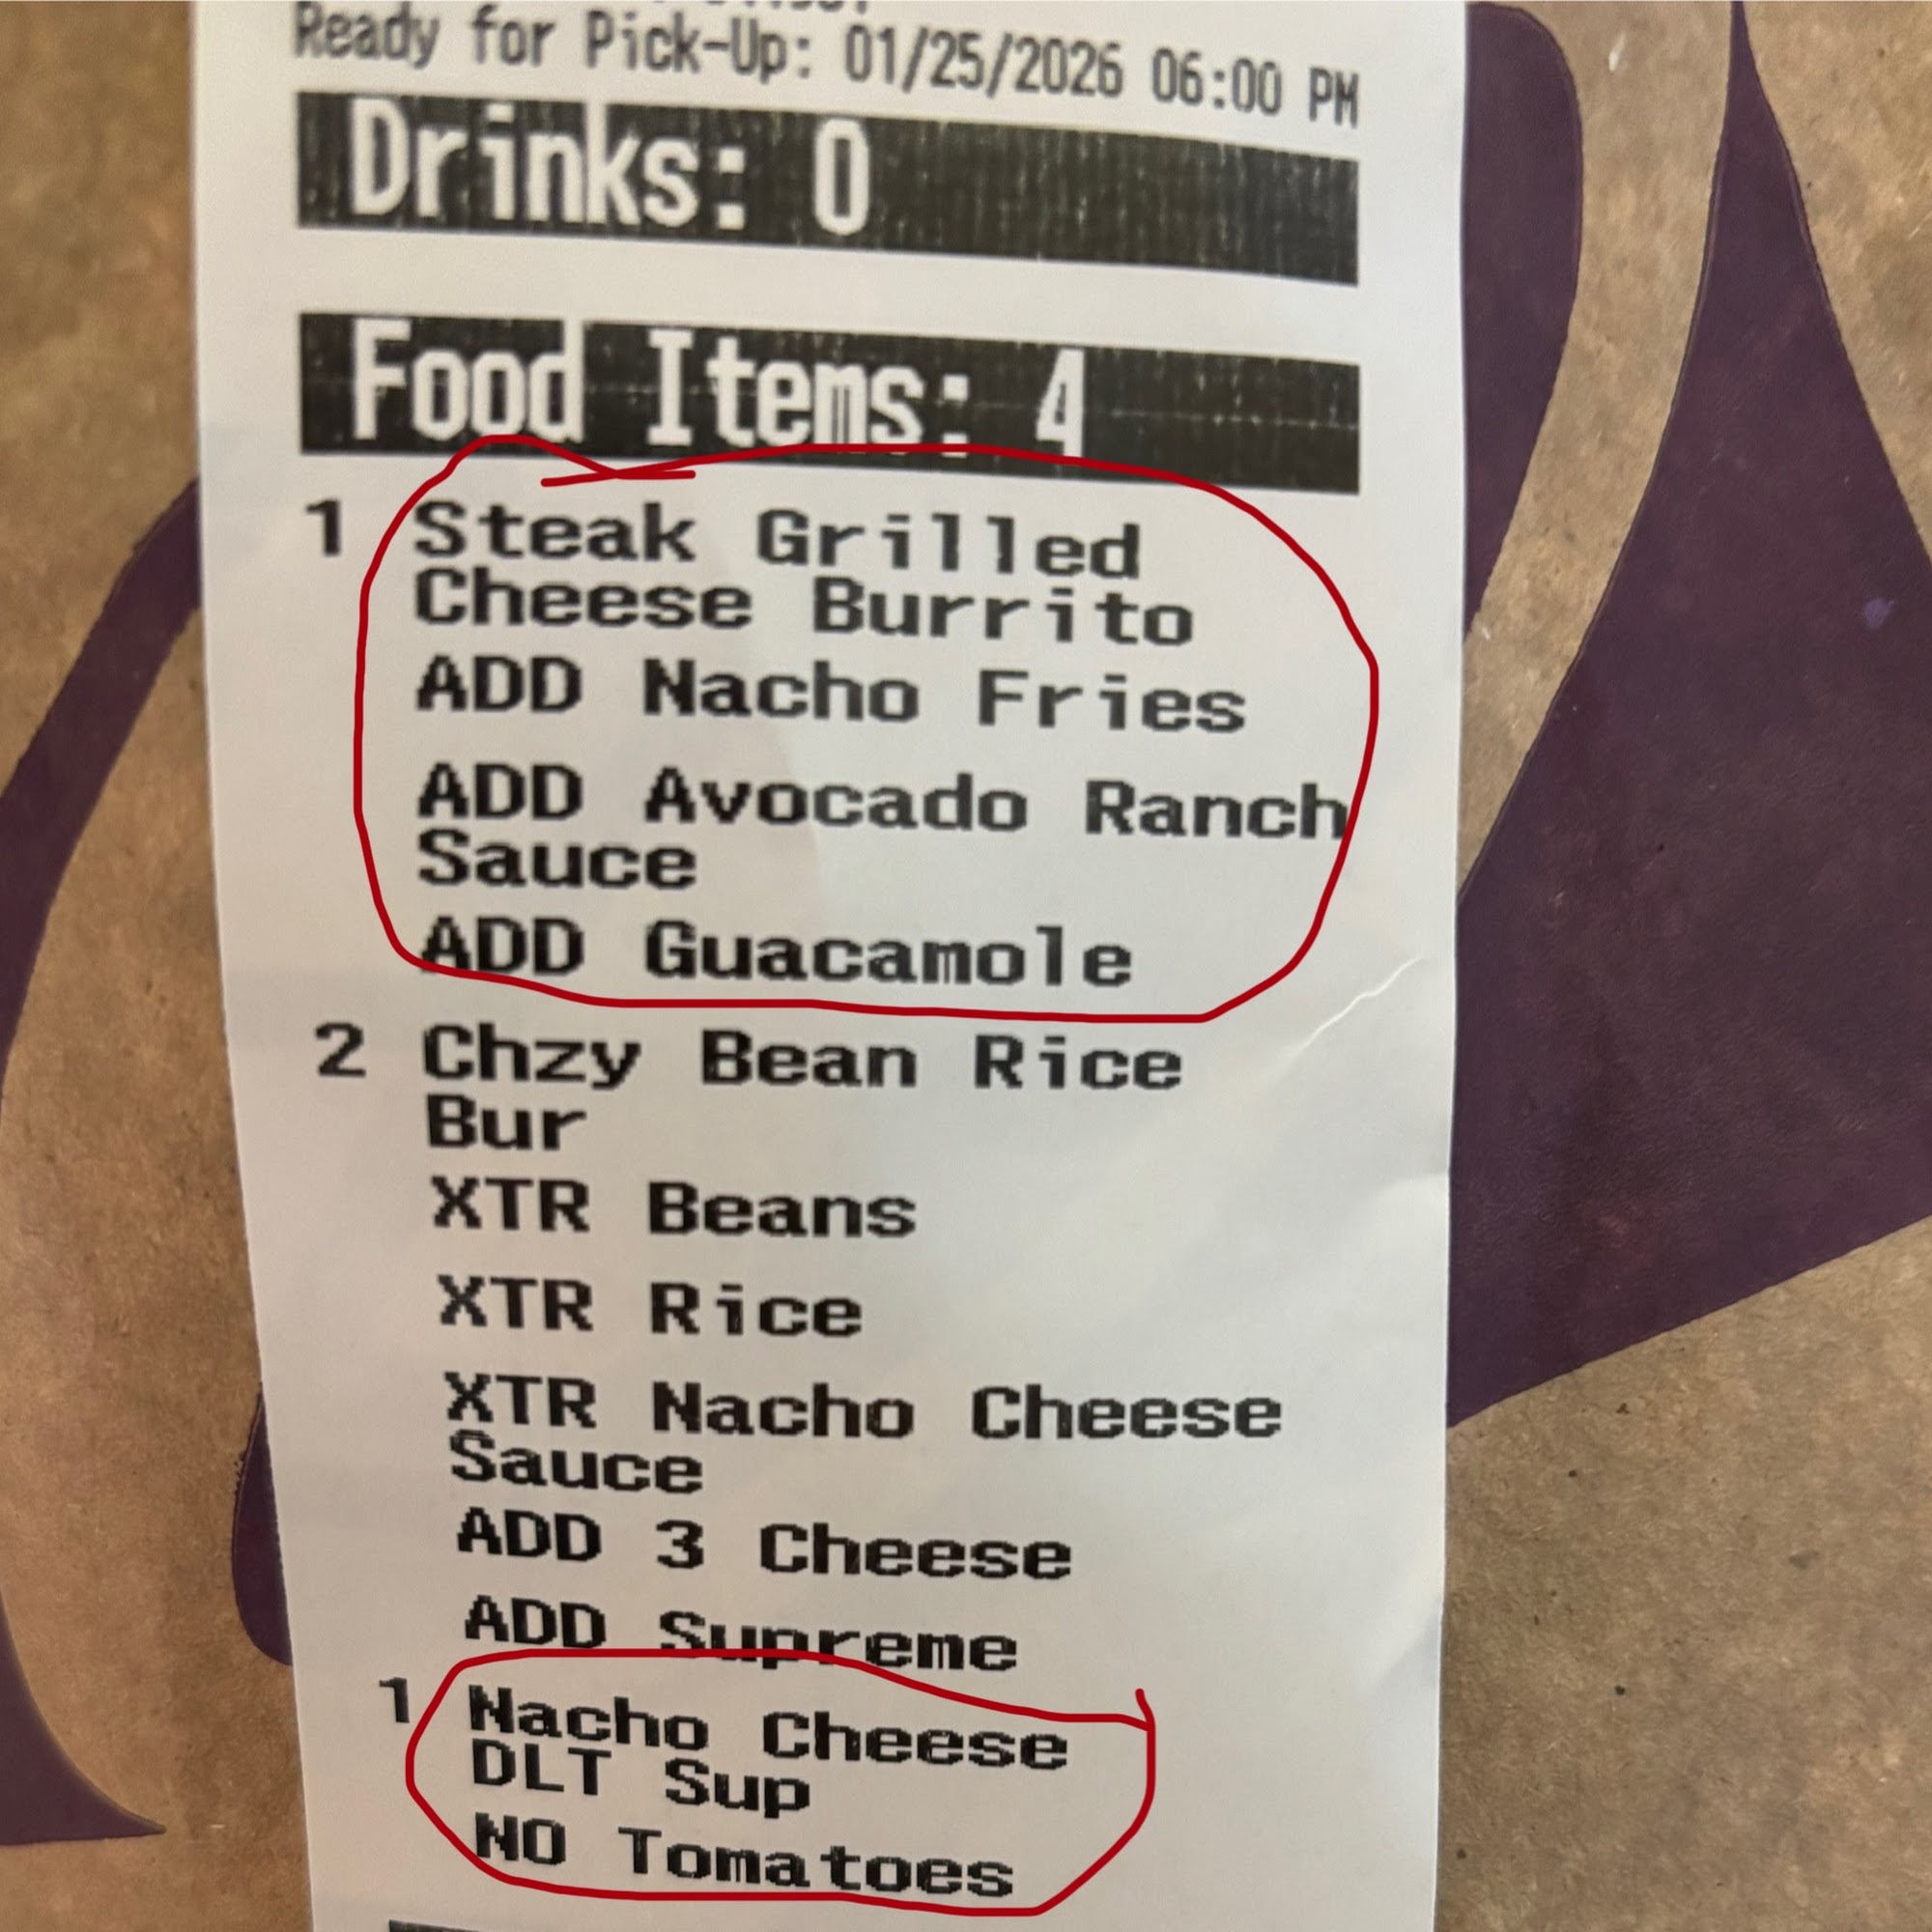 Ready for Pick-Up: 01/25/2026 06:00 PM
Drinks: 0
Food Items: 4
1 Steak Grilled
Cheese Burrito
ADD Nacho Fries
ADD Avocado Ranch
Sauce
ADD Guacamole
2 Chzy Bean Rice
Bur
XTR Beans
XTR Rice
XTR Nacho Cheese
Sauce
ADD 3 Cheese
ADD Supreme
1 Nacho Cheese
DLT Sup
NO Tomatoes